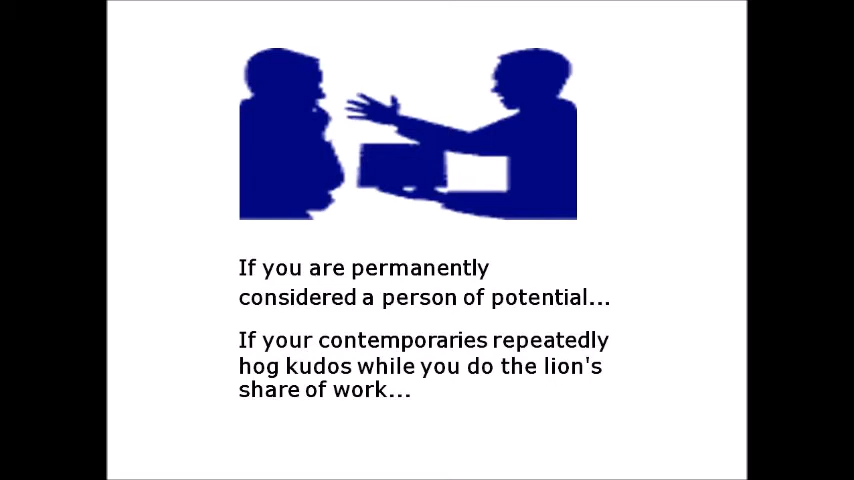 If you are permanently
considered a person of potential...
If your contemporaries repeatedly
hog kudos while you do the lion's
share of work...